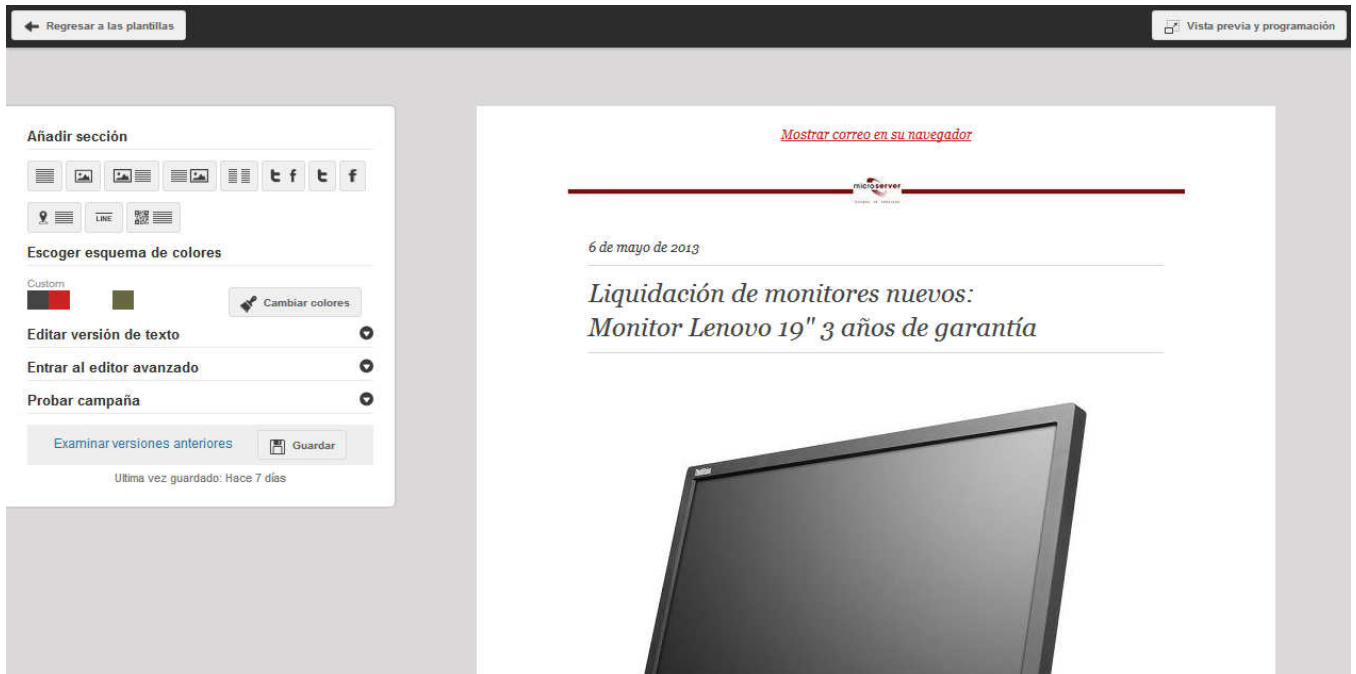 Regresar a las plantillas
Vista previa y programación
Añadir sección
LINE
Escoger esquema de colores
Custom
Cambiar colores
Editar versión de texto
Entrar al editor avanzado
Probar campaña
Examinar versiones anteriores
Guardar
Ultima vez guardado: Hace 7 días
Mostrar correo en su navegador
microserver
6 de mayo de 2013
Liquidación de monitores nuevos:
Monitor Lenovo 19" 3 años de garantía